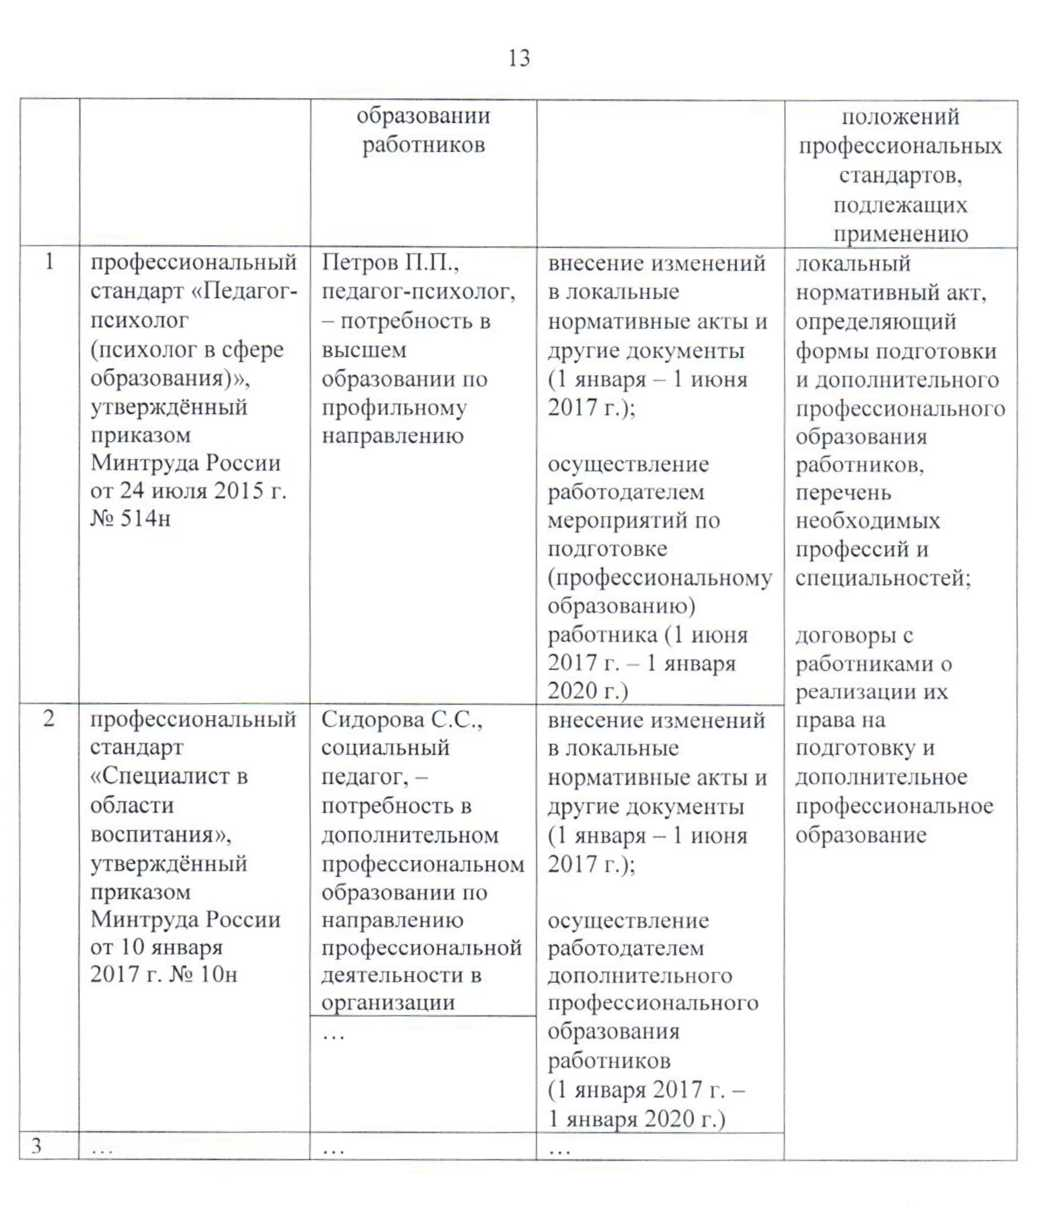 13
образовании
работников
положений
профессиональных
стандартов,
подлежащих
применению
1
профессиональный
стандарт «Педагог-
психолог
(психолог в сфере
образования)»,
утверждённый
приказом
Минтруда России
от 24 июля 2015 г.
№ 514н
Петров П.П.,
педагог-психолог,
– потребность в
высшем
образовании по
профильному
направлению
внесение изменений
в локальные
нормативные акты и
другие документы
(1 января – 1 июня
2017 г.);
осуществление
работодателем
мероприятий по
подготовке
(профессиональному
образованию)
работника (1 июня
2017 г. – 1 января
2020 г.)
локальный
нормативный акт,
определяющий
формы подготовки
и дополнительного
профессионального
образования
работников,
перечень
необходимых
профессий и
специальностей;
договоры с
работниками о
реализации их
права на
подготовку и
дополнительное
профессиональное
образование
2
профессиональный
стандарт
«Специалист в
области
воспитания»,
утверждённый
приказом
Минтруда России
от 10 января
2017 г. № 10н
Сидорова С.С.,
социальный
педагог, –
потребность в
дополнительном
профессиональном
образовании по
направлению
профессиональной
деятельности в
организации
…
внесение изменений
в локальные
нормативные акты и
другие документы
(1 января – 1 июня
2017 г.);
осуществление
работодателем
дополнительного
профессионального
образования
работников
(1 января 2017 г. –
1 января 2020 г.)
3
…
…
…